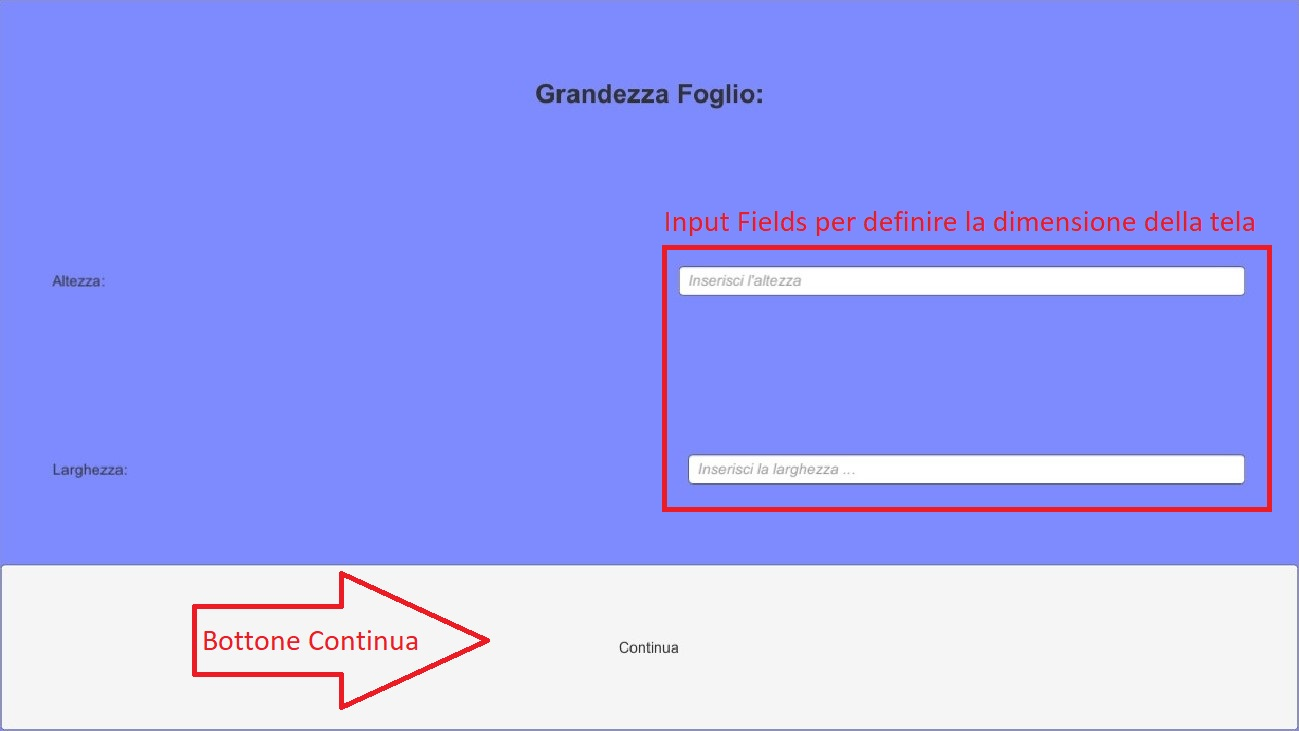 Grandezza Foglio:
Input Fields per definire la dimensione della tela
Altezza:
Inserisci l'altezza
Larghezza:
Inserisci la larghezza ...
Bottone Continua
Continua